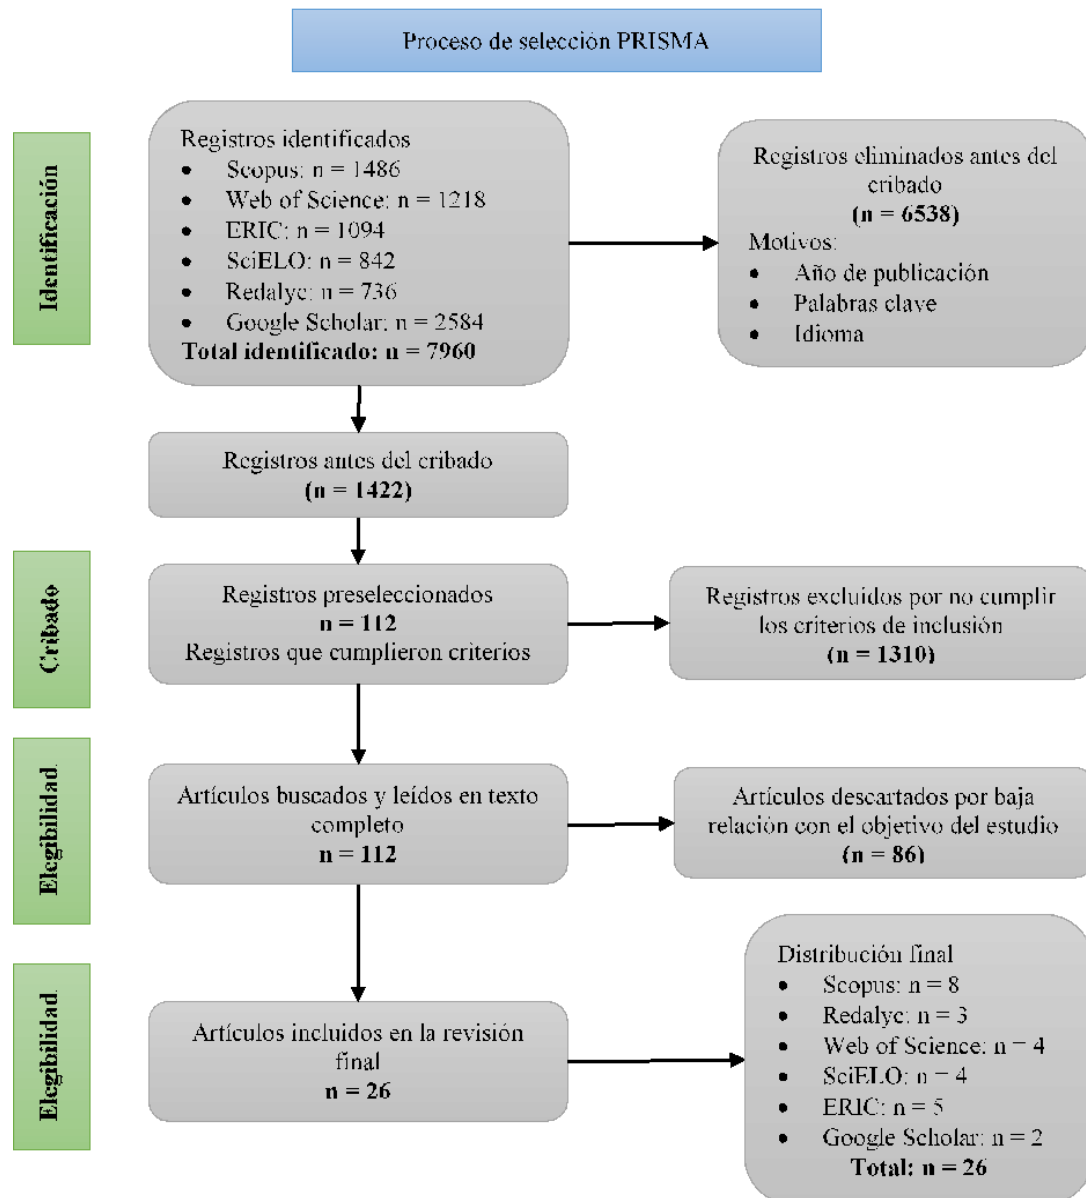 Proceso de selección PRISMA
Identificación
Registros identificados
• Scopus: n = 1486
• Web of Science: n = 1218
• ERIC: n = 1094
• SciELO: n = 842
• Redalyc: n = 736
• Google Scholar: n = 2584
Total identificado: n = 7960
Registros eliminados antes del
cribado
(n = 6538)
Motivos:
• Año de publicación
• Palabras clave
• Idioma
Registros antes del cribado
(n = 1422)
Cribado
Registros preseleccionados
n = 112
Registros que cumplieron criterios
Registros excluidos por no cumplir
los criterios de inclusión
(n = 1310)
Elegibilidad.
Artículos buscados y leídos en texto
completo
n = 112
Artículos descartados por baja
relación con el objetivo del estudio
(n = 86)
Elegibilidad.
Artículos incluidos en la revisión
final
n = 26
Distribución final
• Scopus: n = 8
• Redalyc: n = 3
• Web of Science: n = 4
• SciELO: n = 4
• ERIC: n = 5
• Google Scholar: n = 2
Total: n = 26